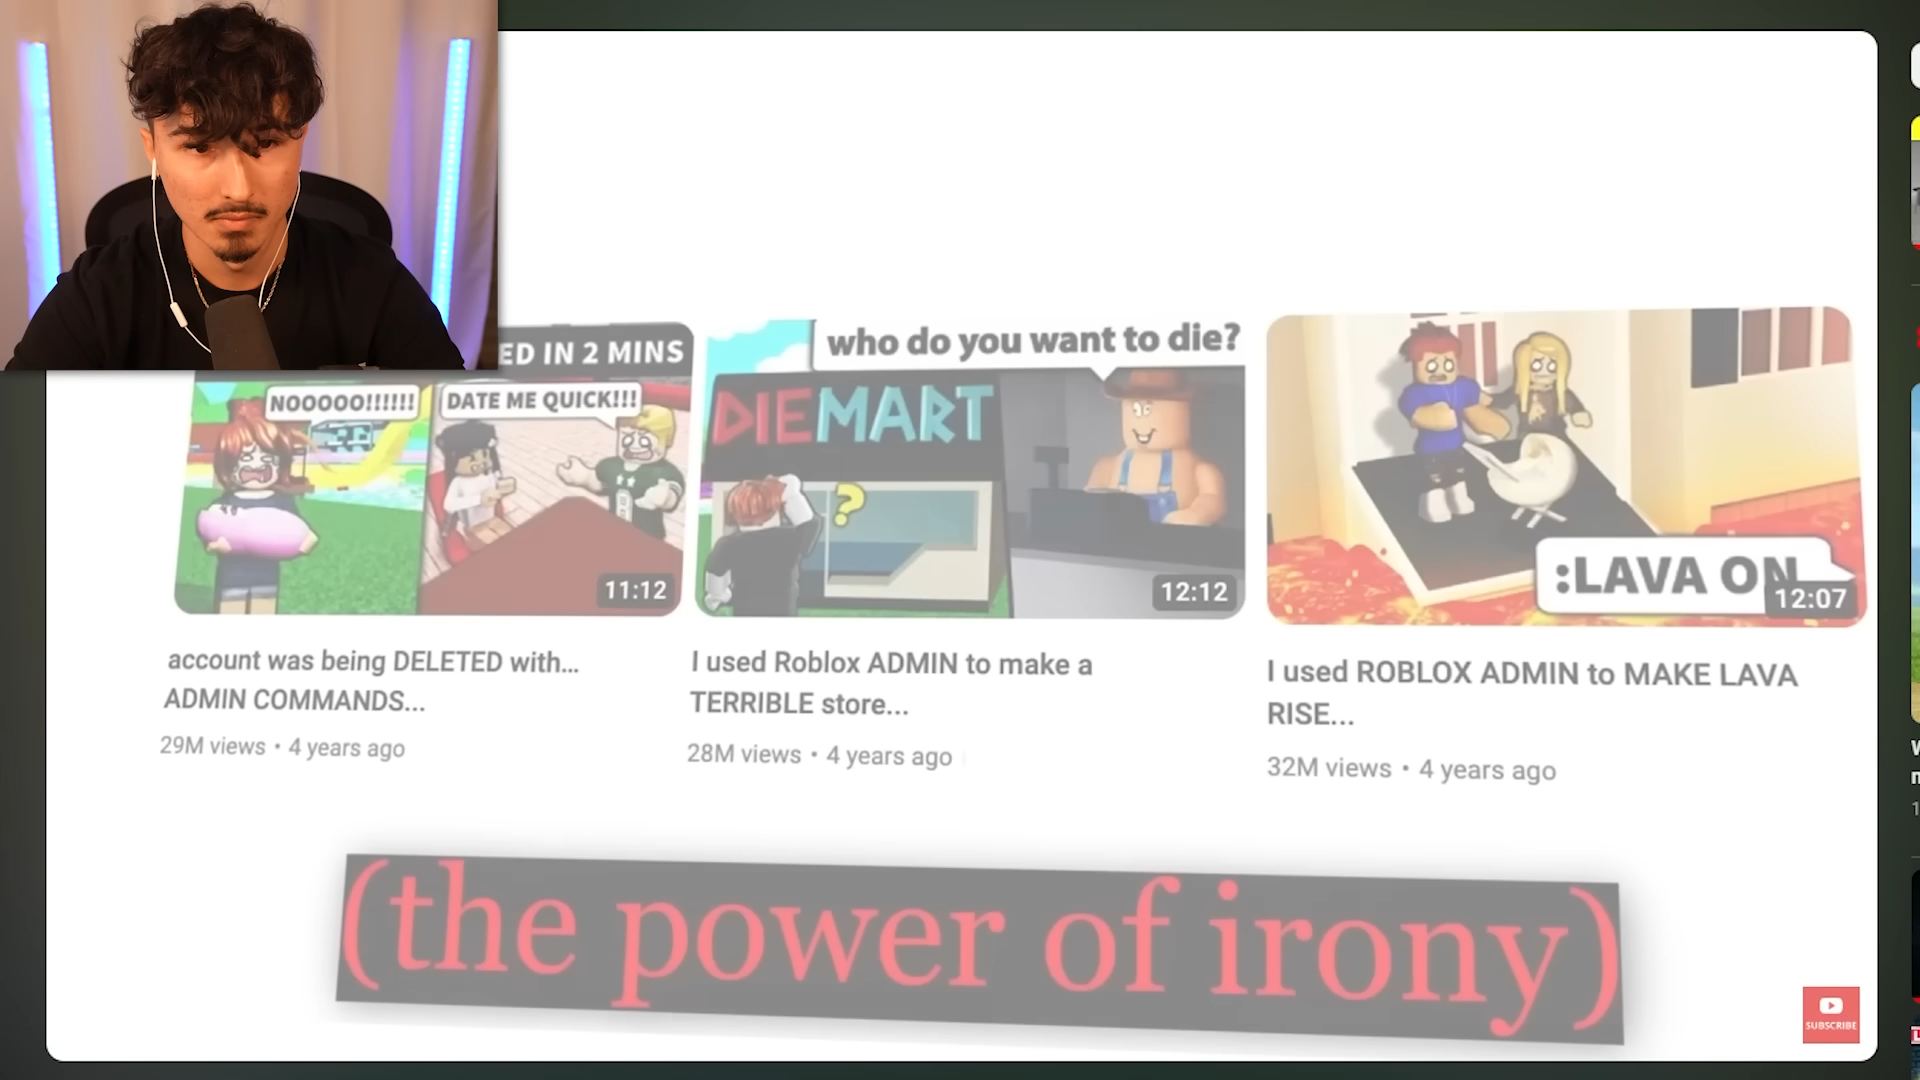 ED IN 2 MINS
NOOOOO!!!!!!
DATE ME QUICK!!!
11:12
who do you want to die?
DIEMART
?
12:12
:LAVA ON
12:07
account was being DELETED with...
ADMIN COMMANDS...
29M views • 4 years ago
I used Roblox ADMIN to make a
TERRIBLE store...
28M views • 4 years ago
I used ROBLOX ADMIN to MAKE LAVA
RISE...
32M views • 4 years ago
(the power of irony)
SUBSCRIBE